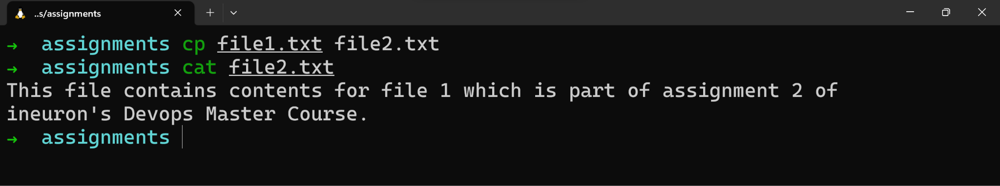 ..s/assignments
→ assignments cp file1.txt file2.txt
→ assignments cat file2.txt
This file contains contents for file 1 which is part of assignment 2 of
ineuron's Devops Master Course.
→ assignments